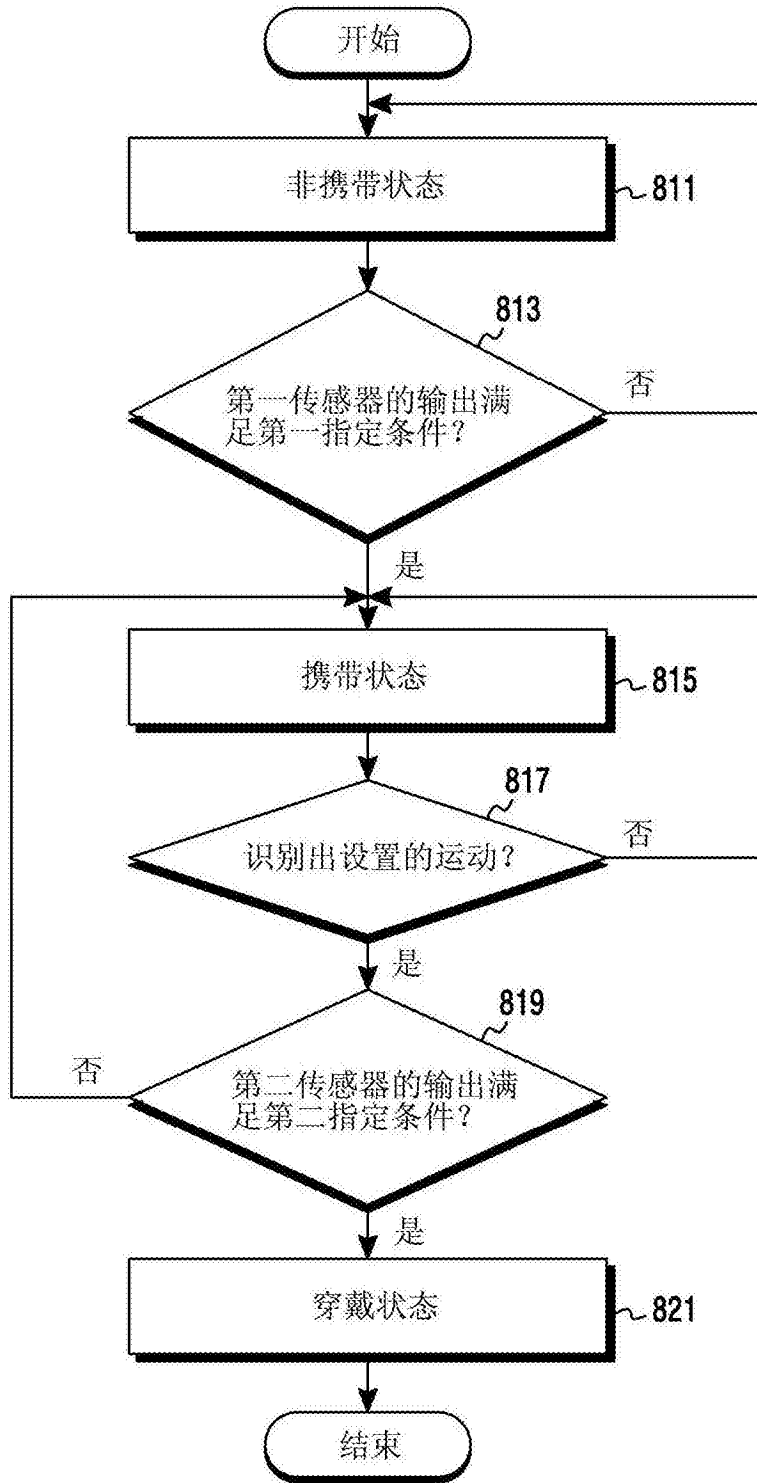 开始
非携带状态
811
813
第一传感器的输出满
足第一指定条件？
否
是
携带状态
815
817
识别出设置的运动？
否
是
819
第二传感器的输出满
足第二指定条件？
否
是
穿戴状态
821
结束